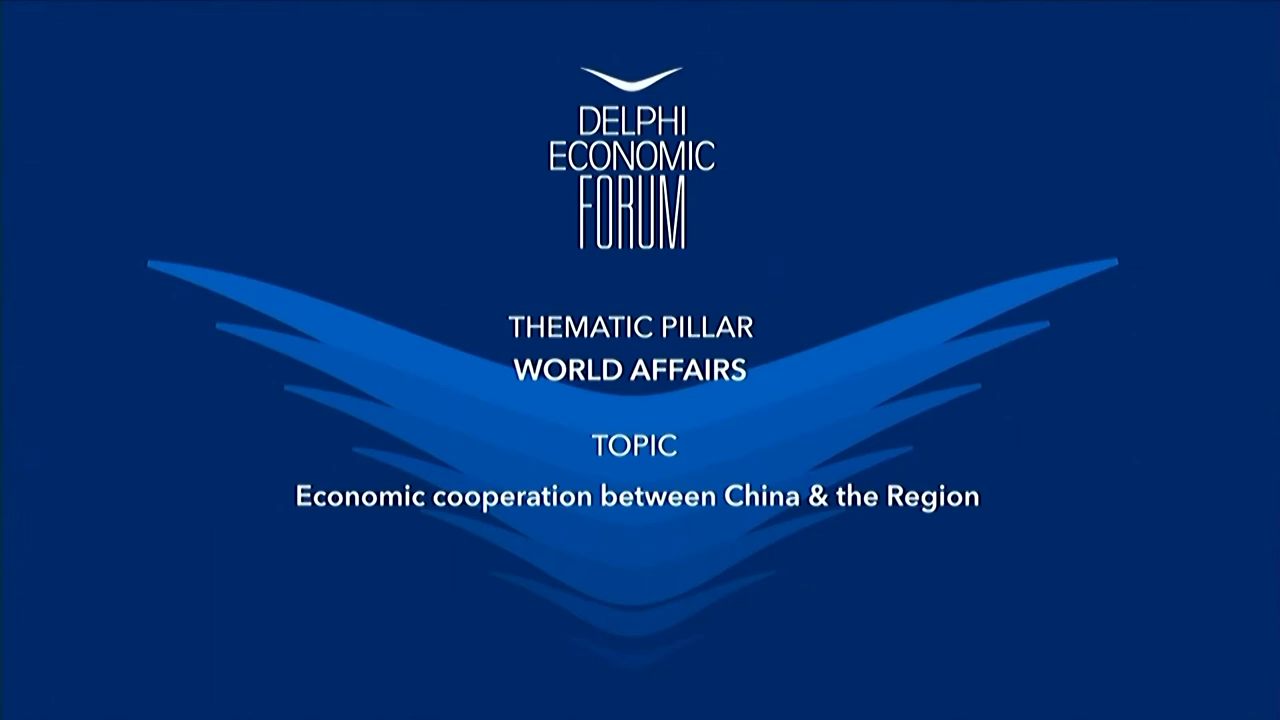 DELPHI
ECONOMIC
FORUM
THEMATIC PILLAR
WORLD AFFAIRS
TOPIC
Economic cooperation between China & the Region